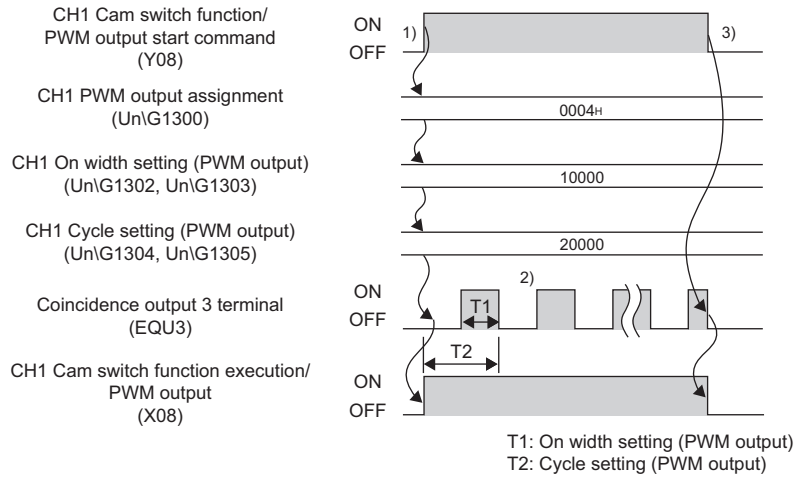 CH1 Cam switch function/
PWM output start command
(Y08)
ON
OFF
1)
3)
CH1 PWM output assignment
(Un\G1300)
0004H
CH1 On width setting (PWM output)
(Un\G1302, Un\G1303)
10000
CH1 Cycle setting (PWM output)
(Un\G1304, Un\G1305)
20000
Coincidence output 3 terminal
(EQU3)
ON
OFF
2)
T1
T2
CH1 Cam switch function execution/
PWM output
(X08)
ON
OFF
T1: On width setting (PWM output)
T2: Cycle setting (PWM output)